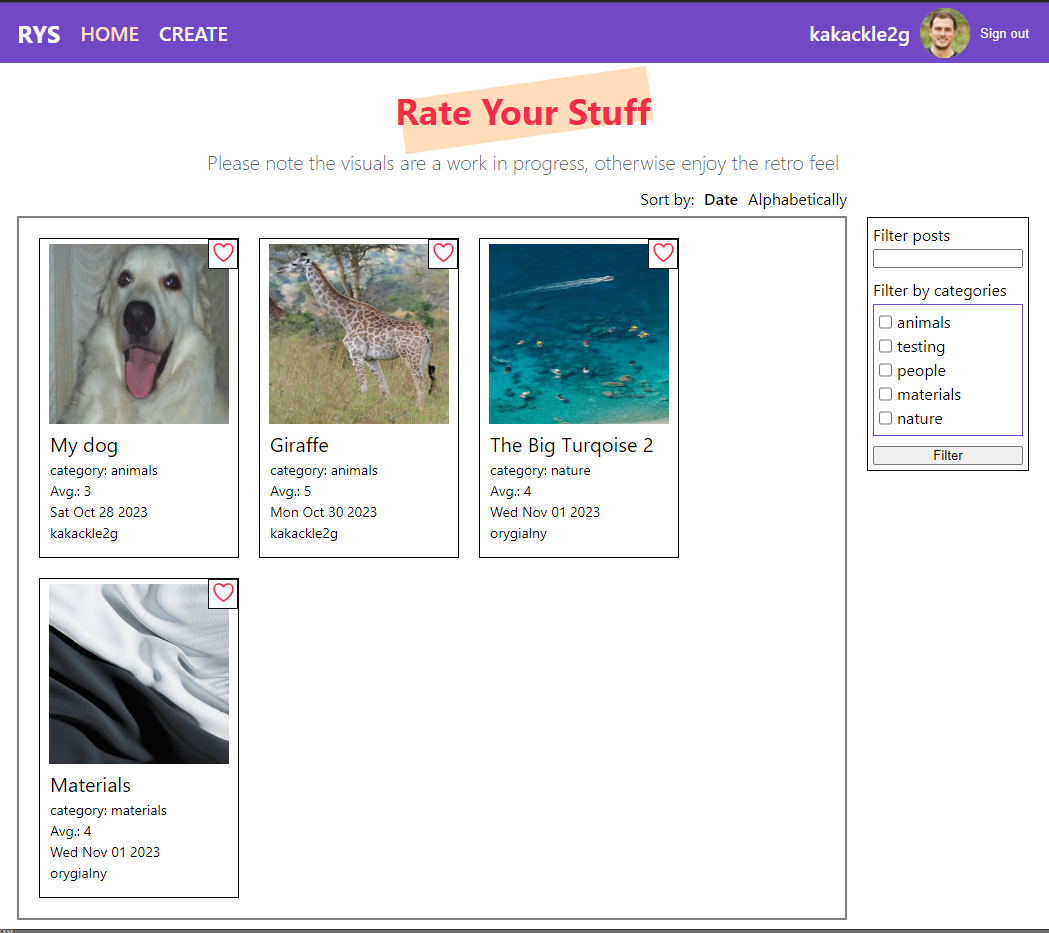 RYS HOME CREATE kakackle2g Sign out
Rate Your Stuff
Please note the visuals are a work in progress, otherwise enjoy the retro feel
Sort by: Date Alphabetically
My dog
category: animals
Avg.: 3
Sat Oct 28 2023
kakackle2g
Giraffe
category: animals
Avg.: 5
Mon Oct 30 2023
kakackle2g
The Big Turqoise 2
category: nature
Avg.: 4
Wed Nov 01 2023
orygialny
Materials
category: materials
Avg.: 4
Wed Nov 01 2023
orygialny
Filter posts
Filter by categories
animals
testing
people
materials
nature
Filter